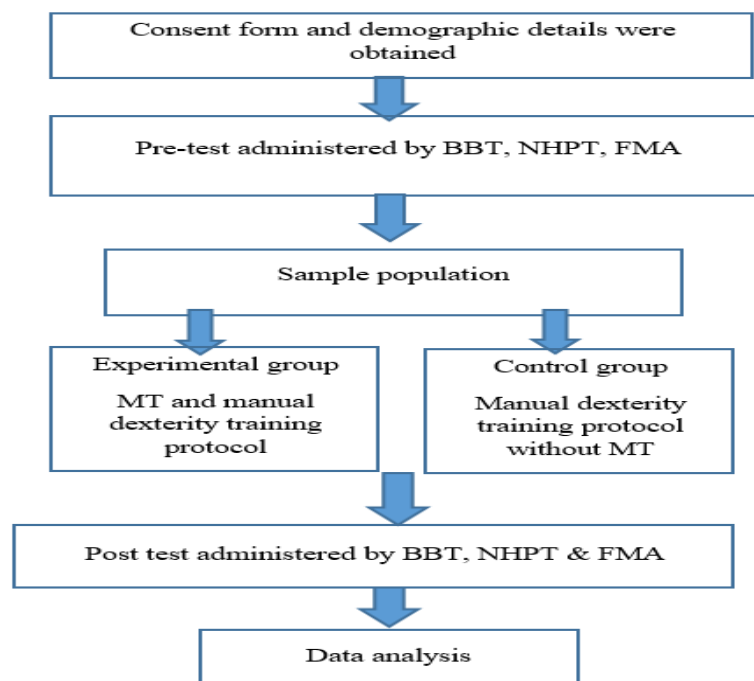 Consent form and demographic details were
obtained
Pre-test administered by BBT, NHPT, FMA
Sample population
Experimental group
MT and manual
dexterity training
protocol
Control group
Manual dexterity
training protocol
without MT
Post test administered by BBT, NHPT & FMA
Data analysis